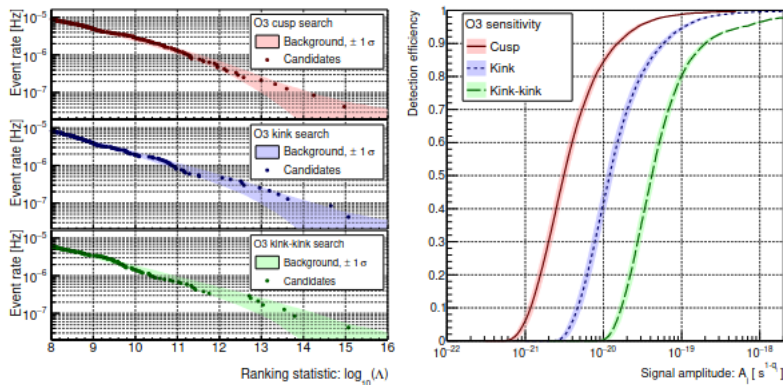 O3 cusp search
Background, ± 1 σ
Candidates
Event rate [Hz]
10⁻⁵
10⁻⁶
10⁻⁷
O3 kink search
Background, ± 1 σ
Candidates
Event rate [Hz]
10⁻⁵
10⁻⁶
10⁻⁷
O3 kink-kink search
Background, ± 1 σ
Candidates
Event rate [Hz]
10⁻⁵
10⁻⁶
10⁻⁷
8 9 10 11 12 13 14 15 16
Ranking statistic: log₁₀(Λ)
O3 sensitivity
Cusp
Kink
Kink-kink
Detection efficiency
1
0.9
0.8
0.7
0.6
0.5
0.4
0.3
0.2
0.1
0
10⁻²² 10⁻²¹ 10⁻²⁰ 10⁻¹⁹ 10⁻¹⁸
Signal amplitude: Aᵢ [ s^1-q]